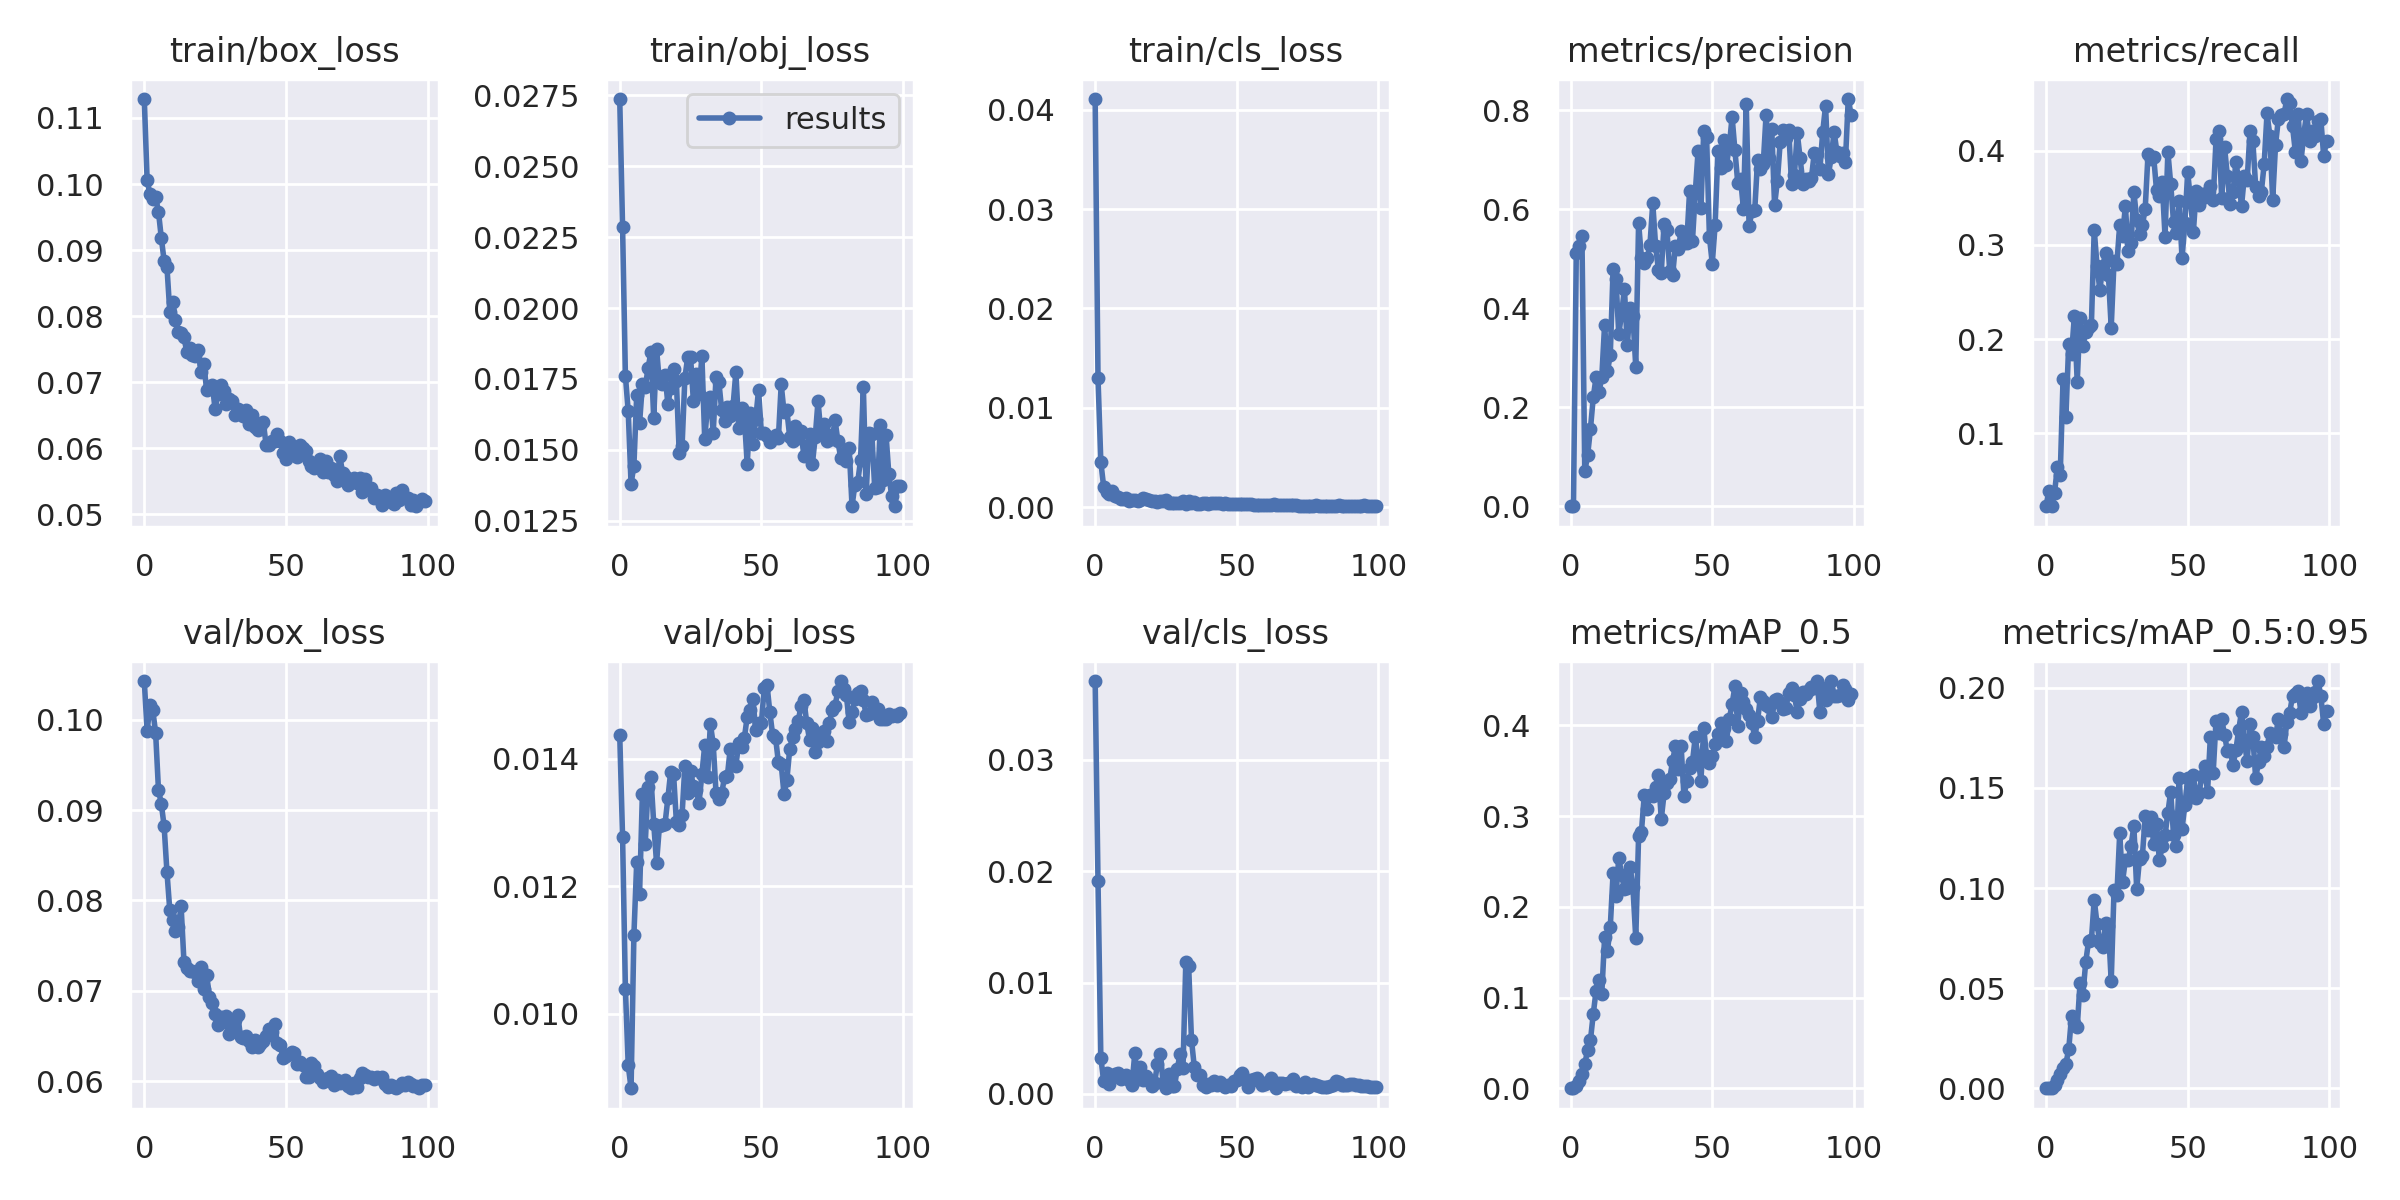 train/box_loss
0.11
0.10
0.09
0.08
0.07
0.06
0.05
0 50 100
train/obj_loss
results
0.0275
0.0250
0.0225
0.0200
0.0175
0.0150
0.0125
0 50 100
train/cls_loss
0.04
0.03
0.02
0.01
0.00
0 50 100
metrics/precision
0.8
0.6
0.4
0.2
0.0
0 50 100
metrics/recall
0.4
0.3
0.2
0.1
0 50 100
val/box_loss
0.10
0.09
0.08
0.07
0.06
0 50 100
val/obj_loss
0.014
0.012
0.010
0 50 100
val/cls_loss
0.03
0.02
0.01
0.00
0 50 100
metrics/mAP_0.5
0.4
0.3
0.2
0.1
0.0
0 50 100
metrics/mAP_0.5:0.95
0.20
0.15
0.10
0.05
0.00
0 50 100